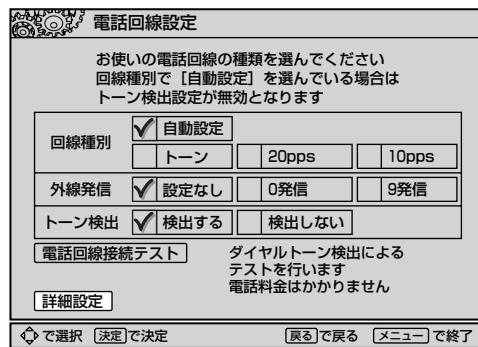 電話回線設定
お使いの電話回線の種類を選んでください
回線種別で［自動設定］を選んでいる場合は
トーン検出設定が無効となります
回線種別 自動設定
トーン 20pps 10pps
外線発信 設定なし 0発信 9発信
トーン検出 検出する 検出しない
電話回線接続テスト ダイヤルトーン検出による
テストを行います
電話料金はかかりません
詳細設定
で選択 決定で決定 戻るで戻る メニューで終了